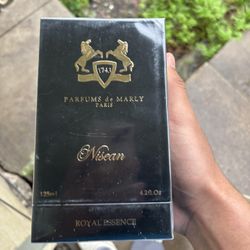 1743
PARFUMS de MARLY
PARIS
Nisean
125ml 4.2fl.Oz
ROYAL ESSENCE